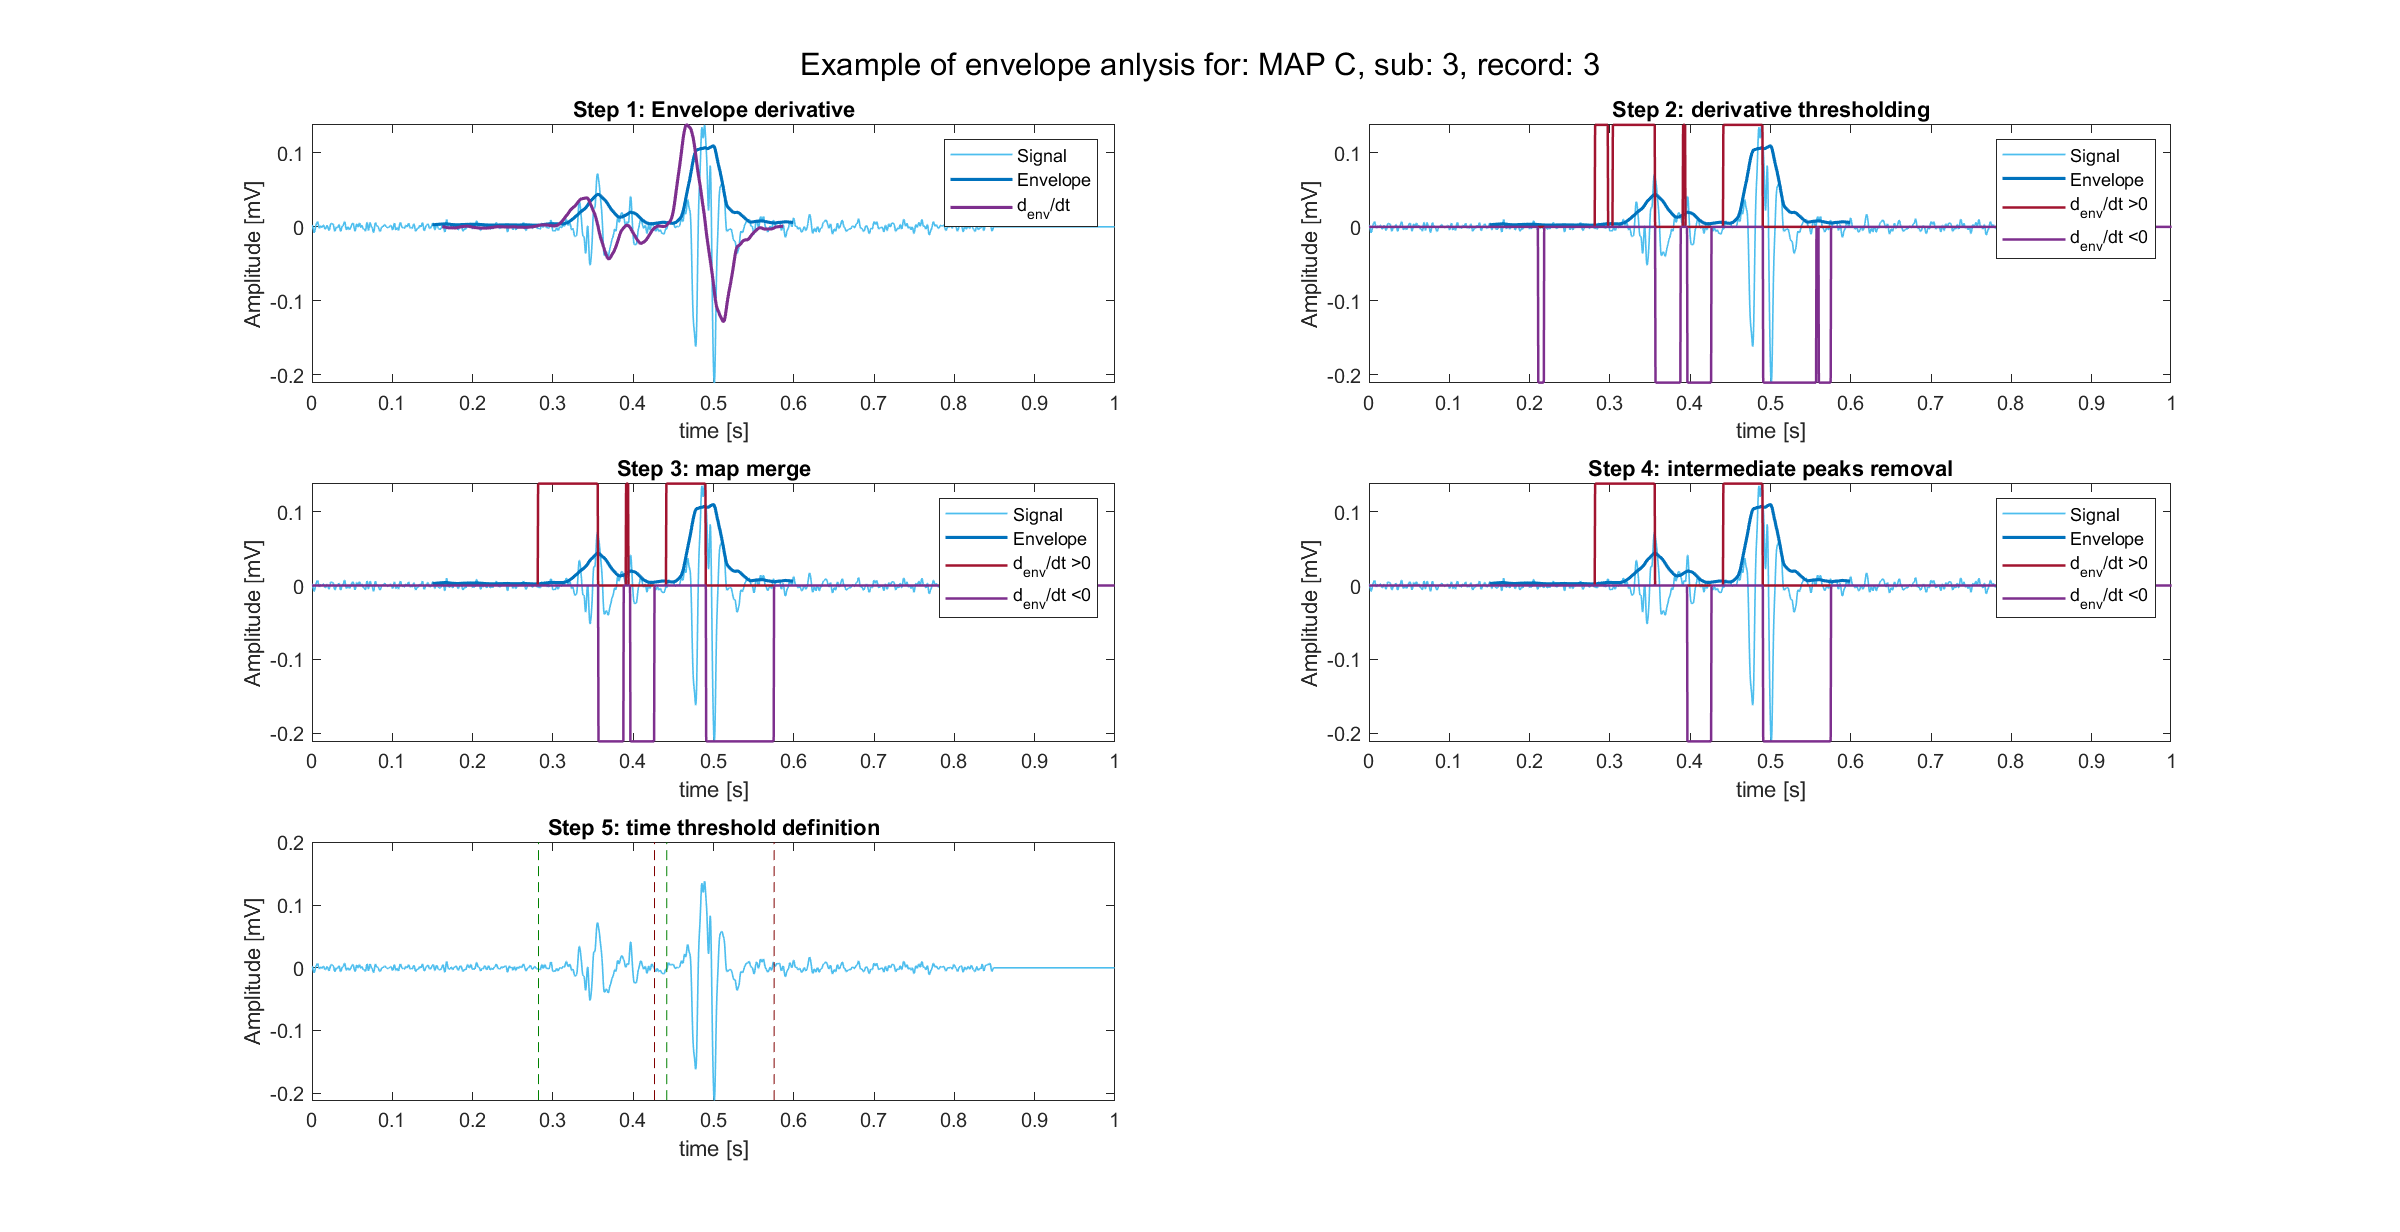 Example of envelope anlysis for: MAP C, sub: 3, record: 3
Step 1: Envelope derivative
Amplitude [mV]
0.1
0
-0.1
-0.2
0 0.1 0.2 0.3 0.4 0.5 0.6 0.7 0.8 0.9 1
time [s]
Signal
Envelope
d_env/dt
Step 2: derivative thresholding
Amplitude [mV]
0.1
0
-0.1
-0.2
0 0.1 0.2 0.3 0.4 0.5 0.6 0.7 0.8 0.9 1
time [s]
Signal
Envelope
d_env/dt >0
d_env/dt <0
Step 3: map merge
Amplitude [mV]
0.1
0
-0.1
-0.2
0 0.1 0.2 0.3 0.4 0.5 0.6 0.7 0.8 0.9 1
time [s]
Signal
Envelope
d_env/dt >0
d_env/dt <0
Step 4: intermediate peaks removal
Amplitude [mV]
0.1
0
-0.1
-0.2
0 0.1 0.2 0.3 0.4 0.5 0.6 0.7 0.8 0.9 1
time [s]
Signal
Envelope
d_env/dt >0
d_env/dt <0
Step 5: time threshold definition
Amplitude [mV]
0.2
0.1
0
-0.1
-0.2
0 0.1 0.2 0.3 0.4 0.5 0.6 0.7 0.8 0.9 1
time [s]